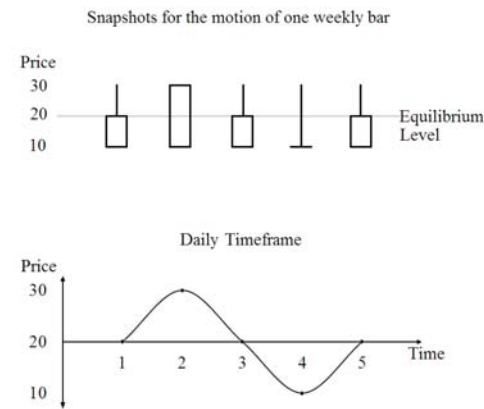 Snapshots for the motion of one weekly bar
Price
30
20
10
Equilibrium
Level
Daily Timeframe
Price
30
20
10
1 2 3 4 5
Time